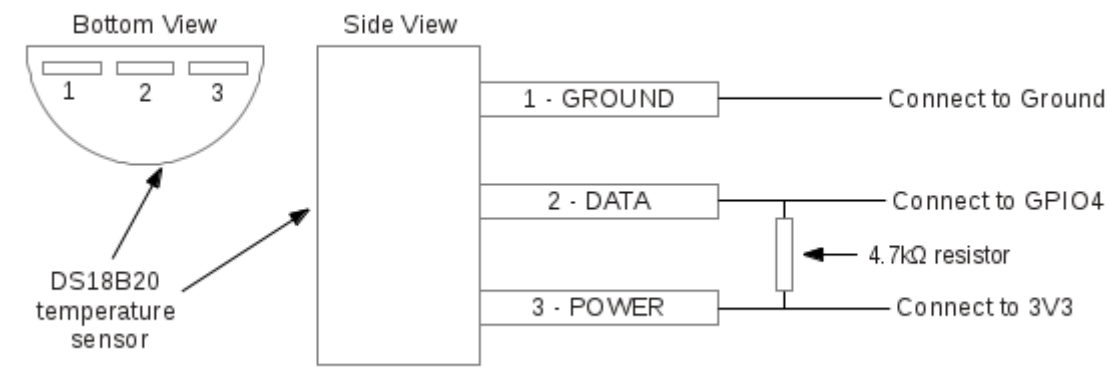 Bottom View
Side View
1 2 3
1 - GROUND
Connect to Ground
2 - DATA
Connect to GPIO4
4.7kΩ resistor
3 - POWER
Connect to 3V3
DS18B20
temperature
sensor